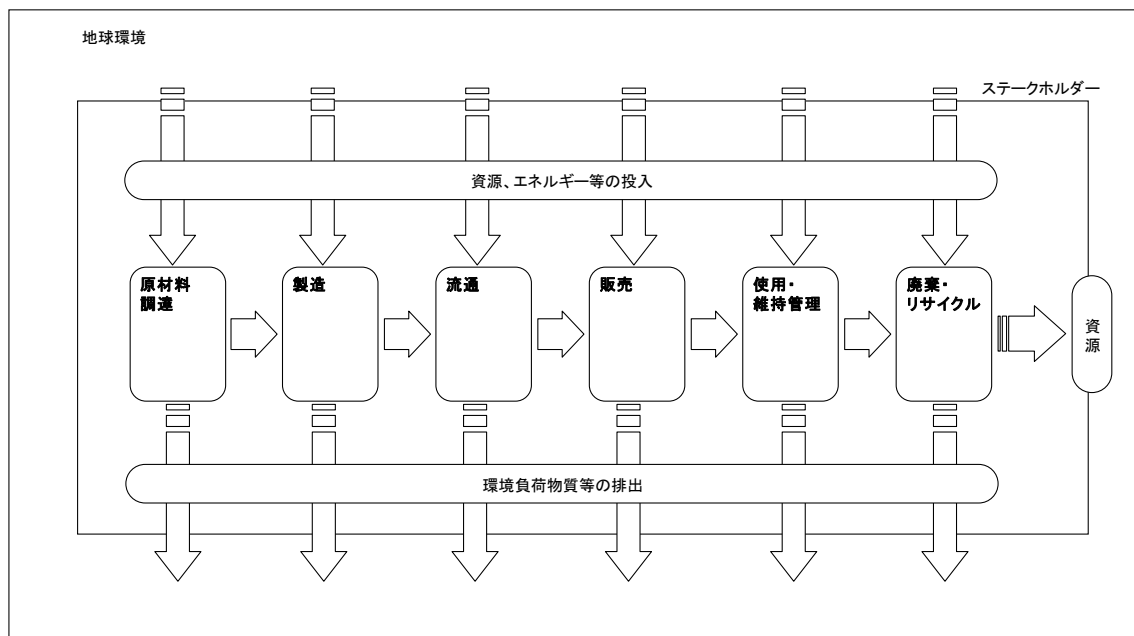 地球環境
ステークホルダー
資源、エネルギー等の投入
原材料
調達
製造
流通
販売
使用・
維持管理
廃棄・
リサイクル
資
源
環境負荷物質等の排出